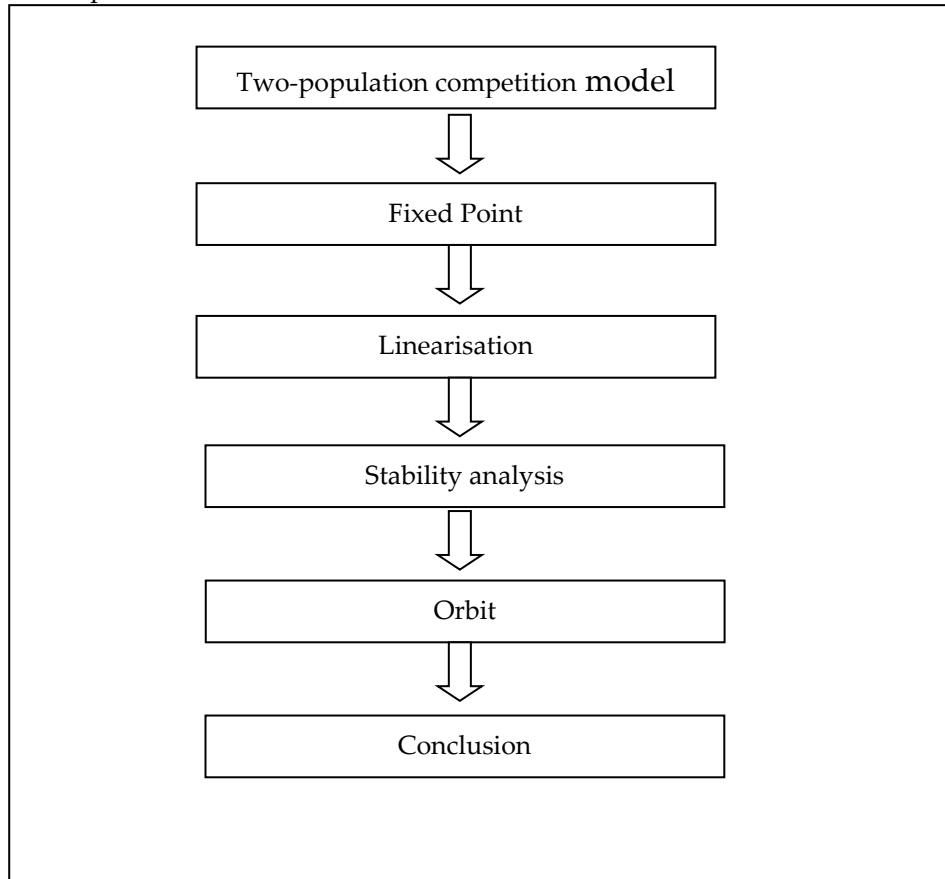 Two-population competition model
Fixed Point
Linearisation
Stability analysis
Orbit
Conclusion